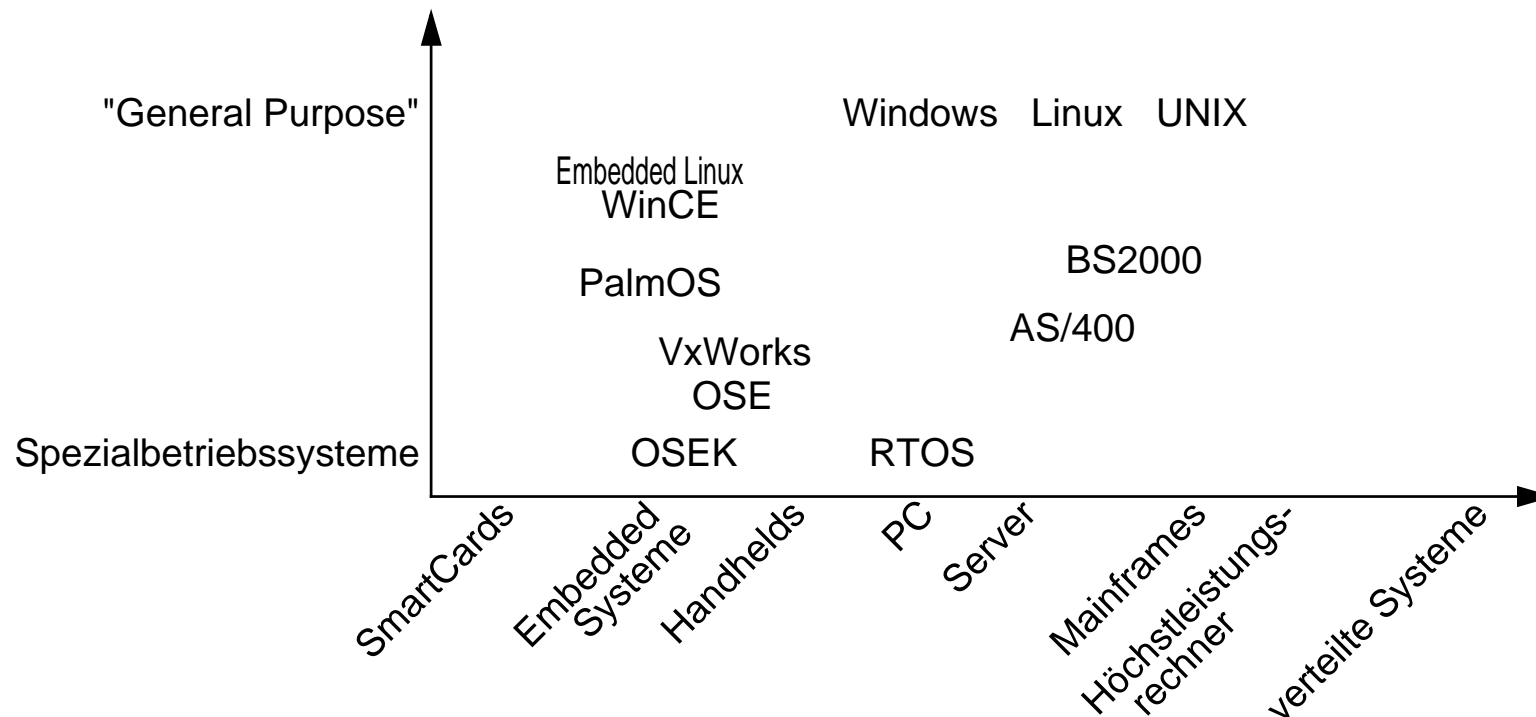 "General Purpose"
Windows Linux UNIX
Embedded Linux
WinCE
BS2000
PalmOS
AS/400
VxWorks
OSE
Spezialbetriebssysteme
OSEK
RTOS
SmartCards
Embedded
Systeme
Handhelds
PC
Server
Mainframes
Höchstleistungs-
rechner
verteilte Systeme